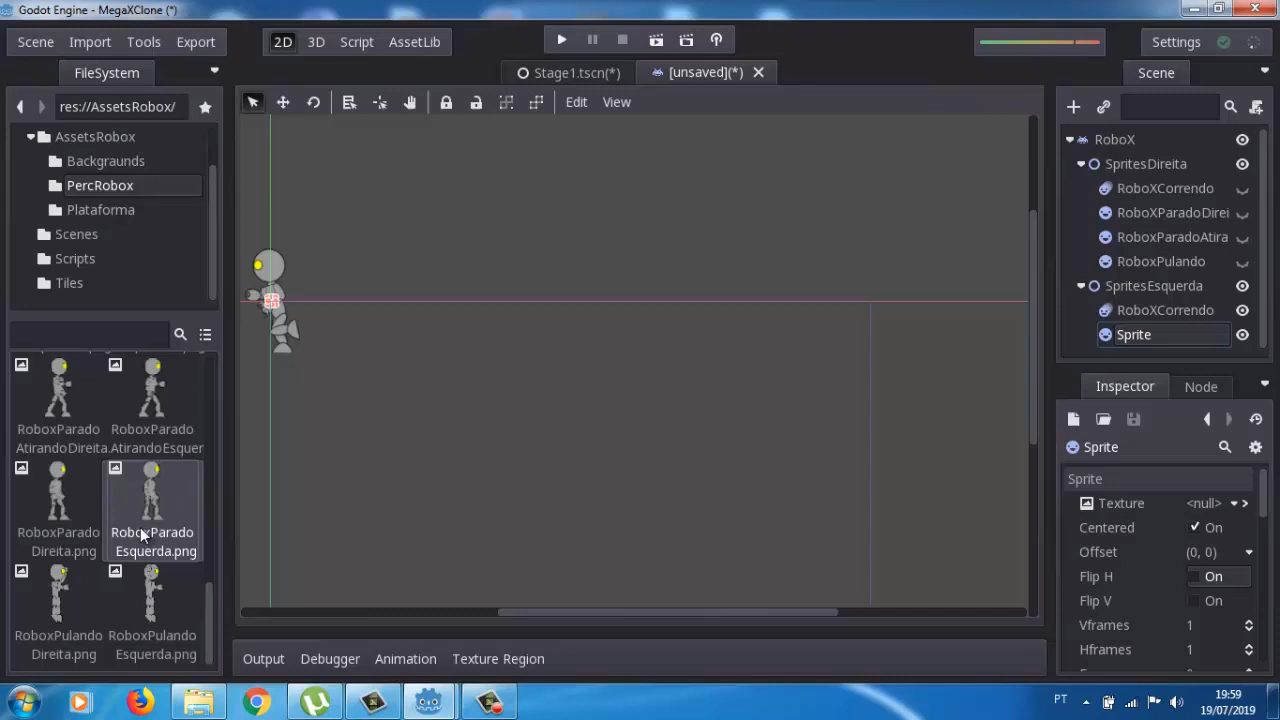 Godot Engine - MegaXClone (*)
Scene Import Tools Export
2D 3D Script AssetLib
Settings
FileSystem
Stage1.tscn(*)
[unsaved](*)
Scene
res://AssetsRobox/
Edit View
AssetsRobox
Backgraunds
PercRobox
Plataforma
Scenes
Scripts
Tiles
RoboxParado
AtirandoDireita.
RoboxParado
AtirandoEsquer
RoboxParado
Direita.png
RoboxParado
Esquerda.png
RoboxPulando
Direita.png
RoboxPulando
Esquerda.png
Output Debugger Animation Texture Region
RoboX
SpritesDireita
RoboXCorrendo
RoboXParadoDirei
RoboxParadoAtira
RoboxPulando
SpritesEsquerda
RoboXCorrendo
Sprite
Inspector Node
Sprite
Sprite
Texture <null>
Centered On
Offset (0, 0)
Flip H On
Flip V On
Vframes 1
Hframes 1
PT
19:59
19/07/2019